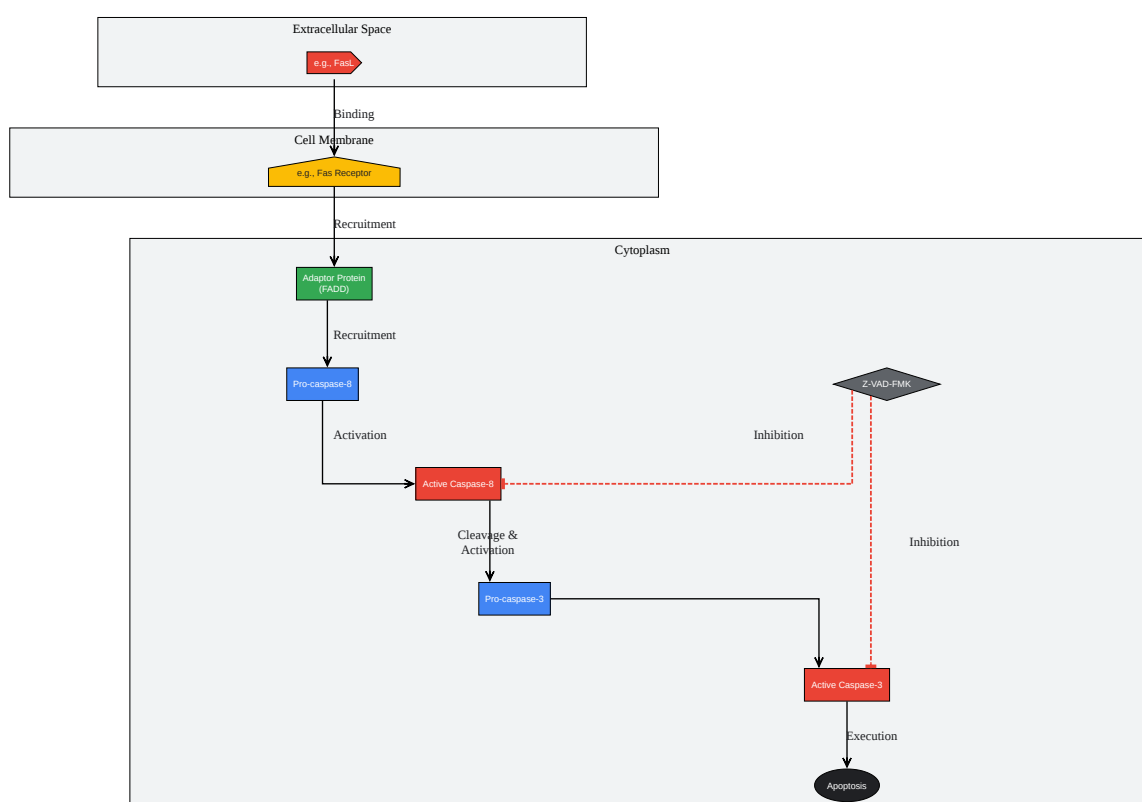 Extracellular Space
e.g., FasL
Binding
Cell Membrane
e.g., Fas Receptor
Recruitment
Cytoplasm
Adaptor Protein
(FADD)
Recruitment
Pro-caspase-8
Z-VAD-FMK
Activation
Inhibition
Active Caspase-8
Cleavage &
Activation
Inhibition
Pro-caspase-3
Active Caspase-3
Execution
Apoptosis